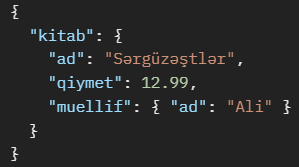 {
  "kitab": {
    "ad": "Sərgüzəştlər",
    "qiymet": 12.99,
    "muellif": { "ad": "Ali" }
  }
}